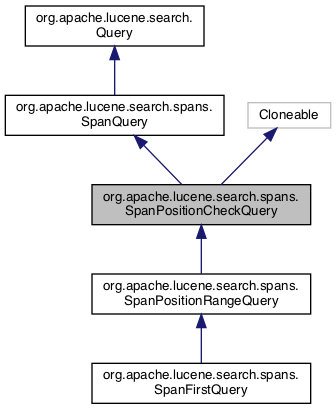 org.apache.lucene.search.
Query
org.apache.lucene.search.spans.
SpanQuery
Cloneable
org.apache.lucene.search.spans.
SpanPositionCheckQuery
org.apache.lucene.search.spans.
SpanPositionRangeQuery
org.apache.lucene.search.spans.
SpanFirstQuery